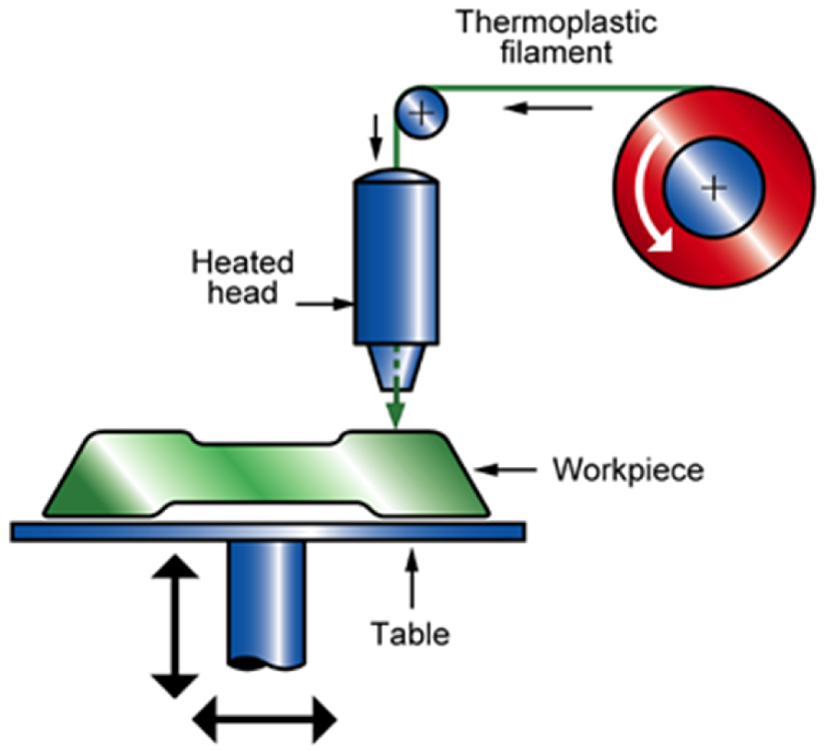 Thermoplastic
filament
Heated
head
Workpiece
Table